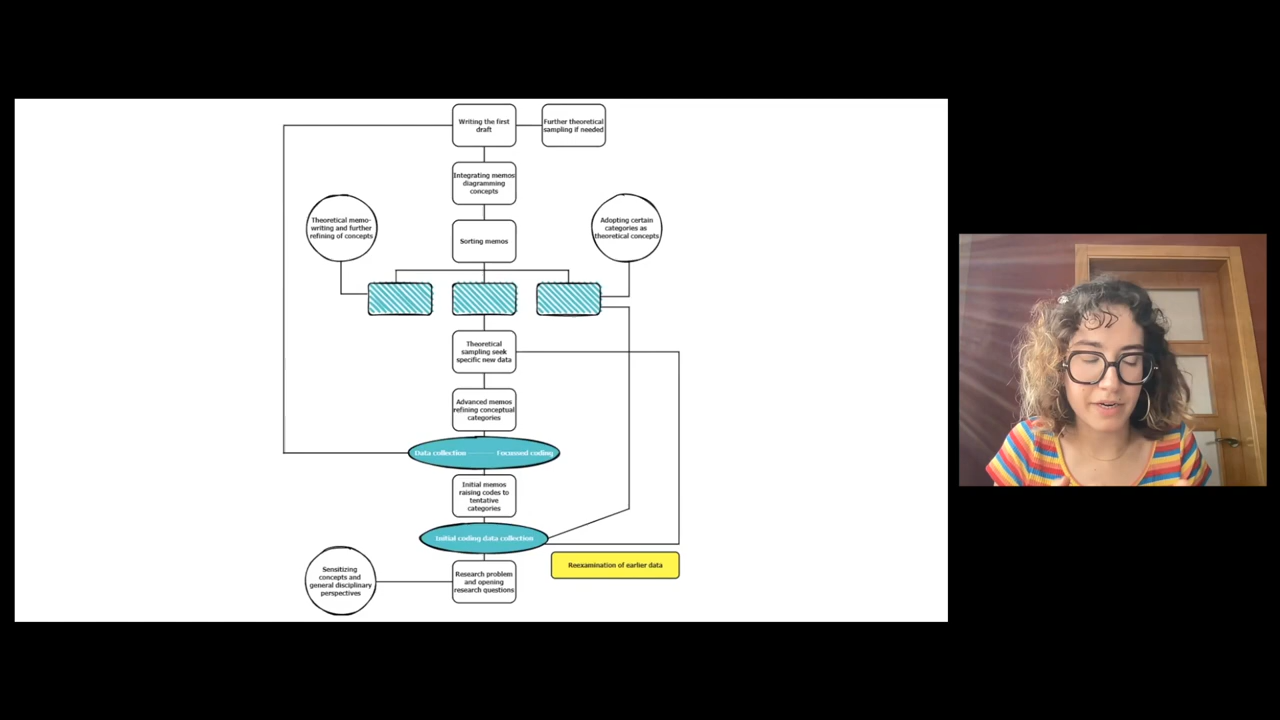 Writing the first
draft
Further theoretical
sampling if needed
Integrating memos
diagramming
concepts
Theoretical memo-
writing and further
refining of concepts
Adopting certain
categories as
theoretical concepts
Sorting memos
Theoretical
sampling seek
specific new data
Advanced memos
refining conceptual
categories
Data collection
Focussed coding
Initial memos
raising codes to
tentative
categories
Initial coding data collection
Reexamination of earlier data
Sensitizing
concepts and
general disciplinary
perspectives
Research problem
and opening
research questions